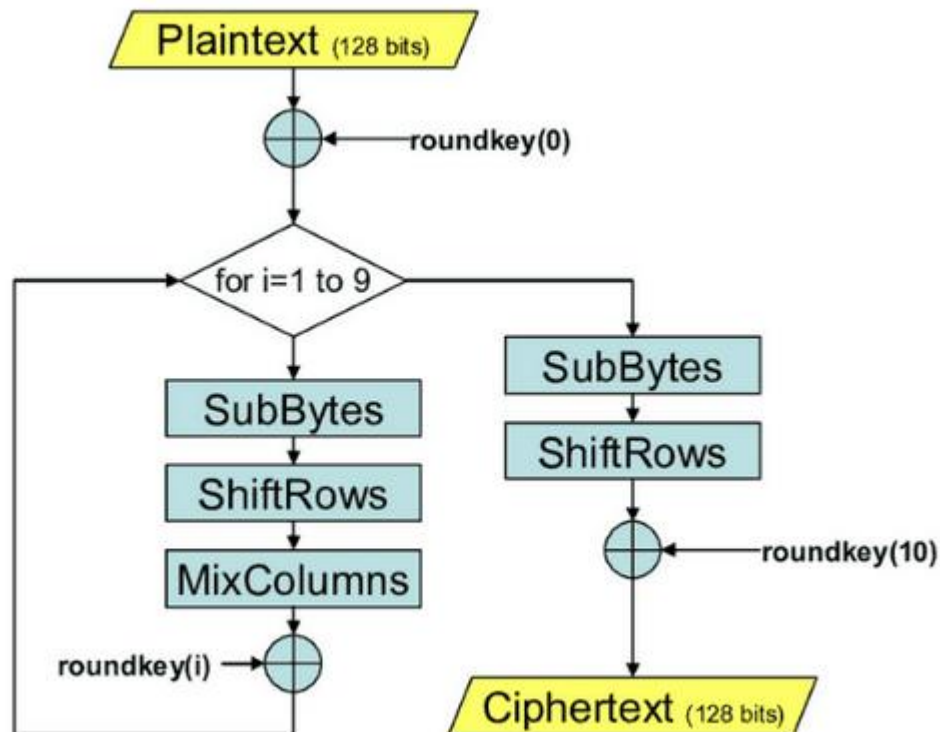 Plaintext (128 bits)
roundkey(0)
for i=1 to 9
SubBytes
ShiftRows
MixColumns
roundkey(i)
SubBytes
ShiftRows
roundkey(10)
Ciphertext (128 bits)